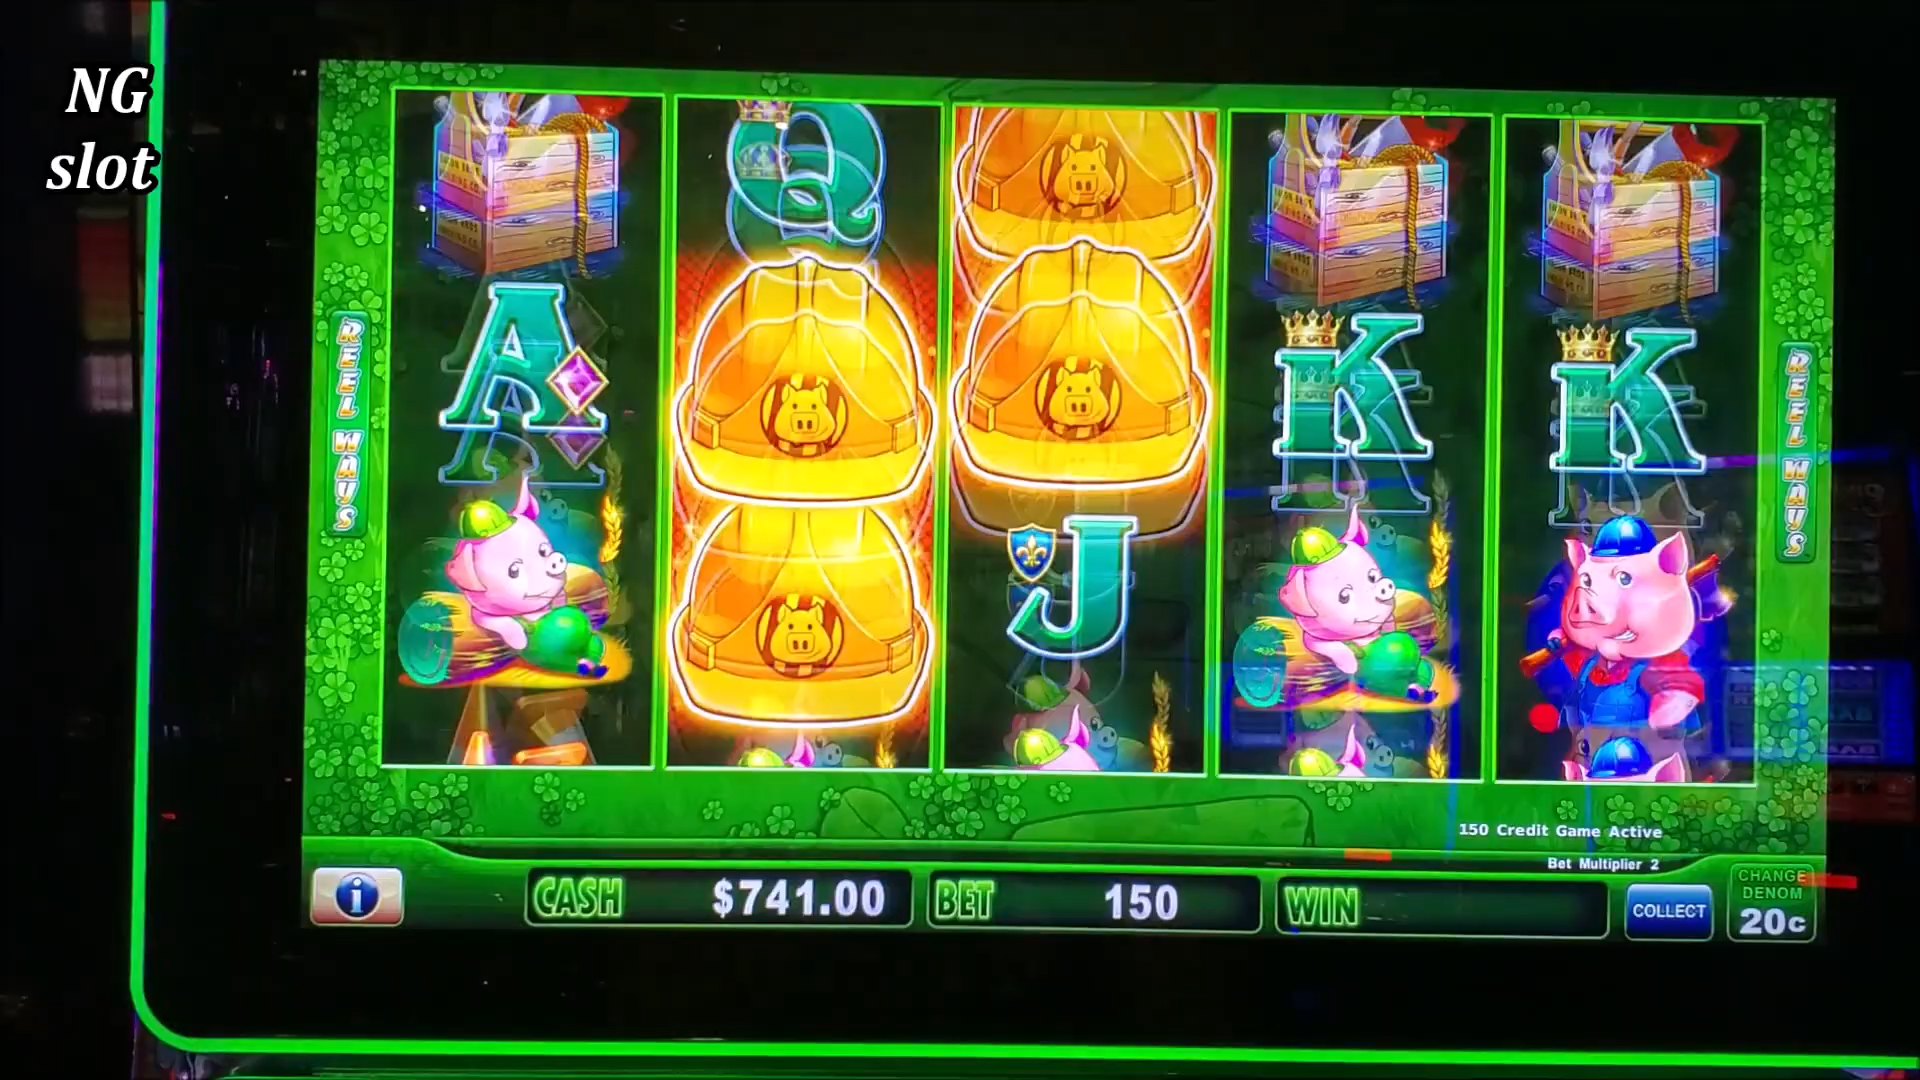 NG
slot
Q
A
K
K
J
REEL WAYS
REEL WAYS
150 Credit Game Active
Bet Multiplier 2
CASH $741.00
BET 150
WIN
COLLECT
CHANGE
DENOM
20¢